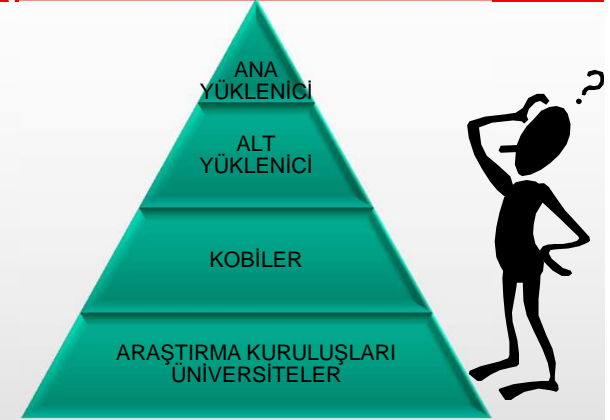 ANA
YÜKLENİCİ
ALT
YÜKLENİCİ
KOBİLER
ARAŞTIRMA KURULUŞLARI
ÜNİVERSİTELER
?